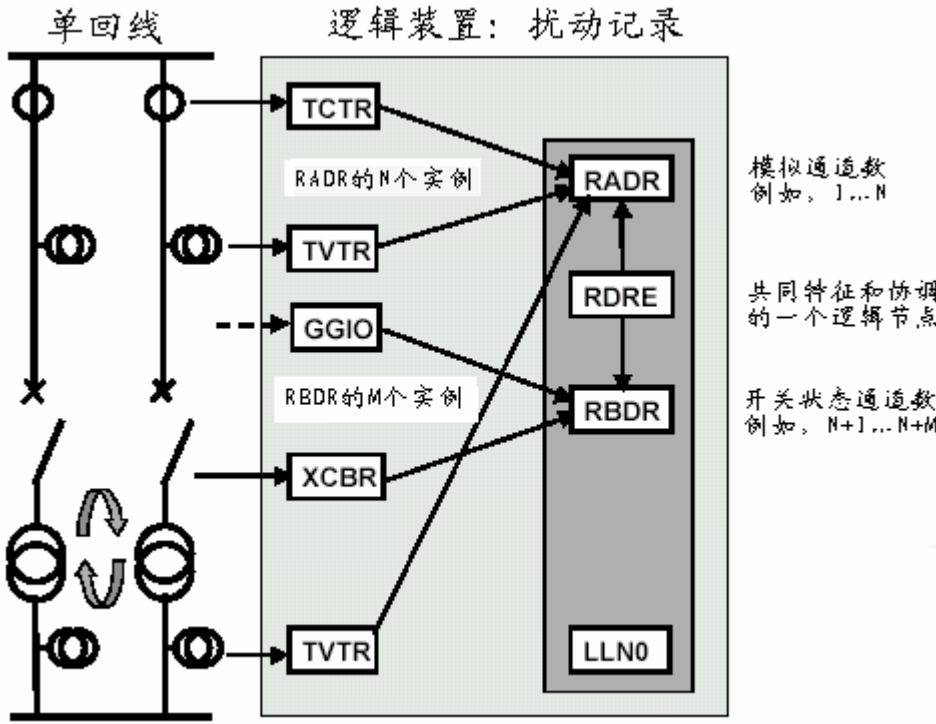 单回线
逻辑装置：扰动记录
TCTR
RADR的N个实例
RADR
模拟通道数
例如，1...N
TVTR
RDRE
共同特征和协调
的一个逻辑节点
GGIO
RBDR的M个实例
RBDR
开关状态通道数
例如，N+1...N+M
XCBR
TVTR
LLN0